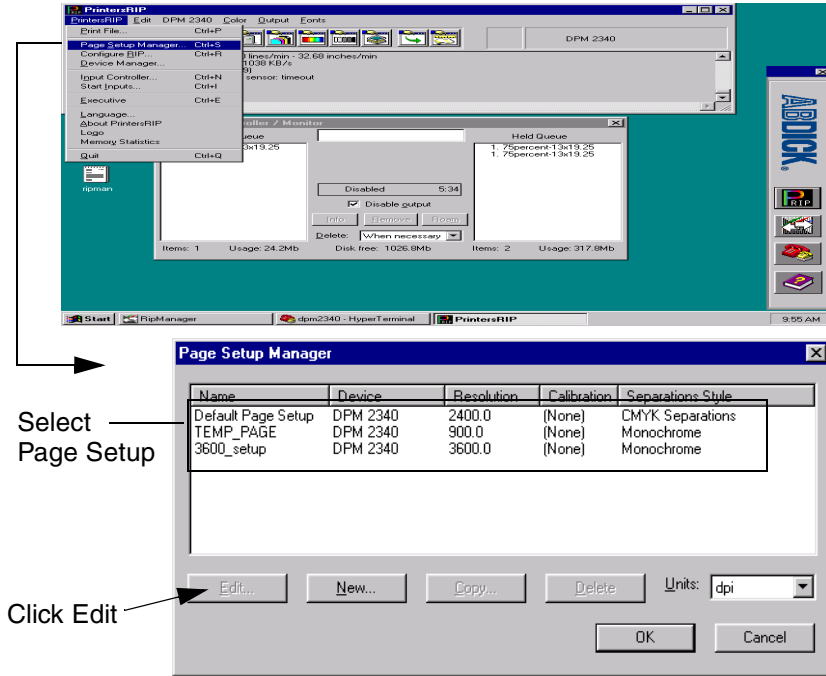 PrintersRIP
PrintersRIP Edit DPM 2340 Color Output Fonts
Print File... Ctrl+P
Page Setup Manager... Ctrl+S
Configure RIP... Ctrl+R
Device Manager...
Input Controller... Ctrl+N
Start Inputs... Ctrl+I
Executive Ctrl+E
Language...
About PrintersRIP
Logo
Memory Statistics
Quit Ctrl+Q
DPM 2340
lines/min - 32.68 inches/min
1038 KB/s
sensor: timeout
oller / Monitor
ueue
Held Queue
3x19.25
1. 75percent-13x19.25
1. 75percent-13x19.25
Disabled 5:34
Disable output
Info Remove Roam
Delete: When necessary
Items: 1 Usage: 24.2Mb Disk free: 1026.8Mb Items: 2 Usage: 317.8Mb
ripman
ABDICK
RIP
Start RipManager dpm2340 - HyperTerminal PrintersRIP 9:55 AM
Page Setup Manager
Name Device Resolution Calibration Separations Style
Default Page Setup DPM 2340 2400.0 (None) CMYK Separations
TEMP_PAGE DPM 2340 900.0 (None) Monochrome
3600_setup DPM 2340 3600.0 (None) Monochrome
Select
Page Setup
Edit... New... Copy... Delete Units: dpi
Click Edit
OK Cancel